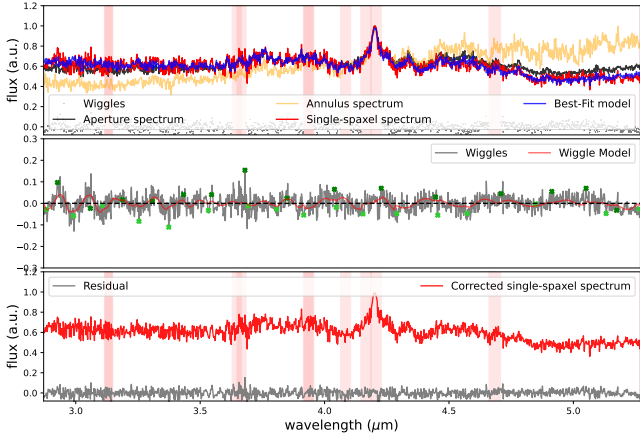 1.2
1.0
0.8
0.6
0.4
0.2
0.0
flux (a.u.)
Wiggles
Aperture spectrum
Annulus spectrum
Single-spaxel spectrum
Best-Fit model
0.3
0.2
0.1
0.0
−0.1
−0.2
−0.3
Wiggles
Wiggle Model
1.2
1.0
0.8
0.6
0.4
0.2
0.0
flux (a.u.)
Residual
Corrected single-spaxel spectrum
3.0 3.5 4.0 4.5 5.0
wavelength (μm)